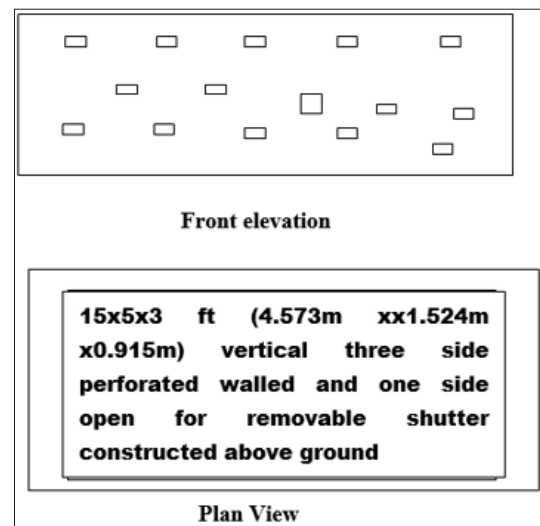 Front elevation
15x5x3 ft (4.573m xx1.524m
x0.915m) vertical three side
perforated walled and one side
open for removable shutter
constructed above ground
Plan View